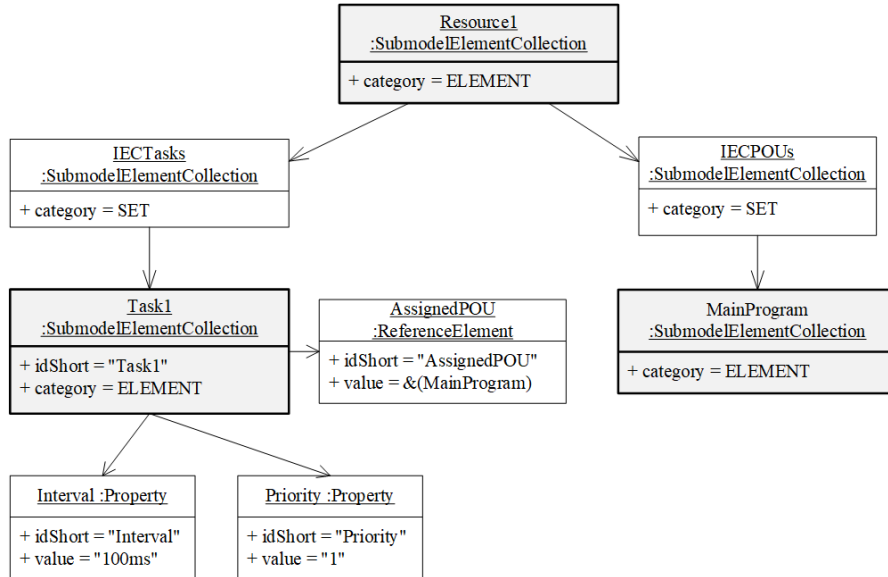 Resource1
:SubmodelElementCollection
+ category = ELEMENT
IECTasks
:SubmodelElementCollection
+ category = SET
IECPOUs
:SubmodelElementCollection
+ category = SET
Task1
:SubmodelElementCollection
+ idShort = "Task1"
+ category = ELEMENT
AssignedPOU
:ReferenceElement
+ idShort = "AssignedPOU"
+ value = &(MainProgram)
MainProgram
:SubmodelElementCollection
+ category = ELEMENT
Interval :Property
+ idShort = "Interval"
+ value = "100ms"
Priority :Property
+ idShort = "Priority"
+ value = "1"